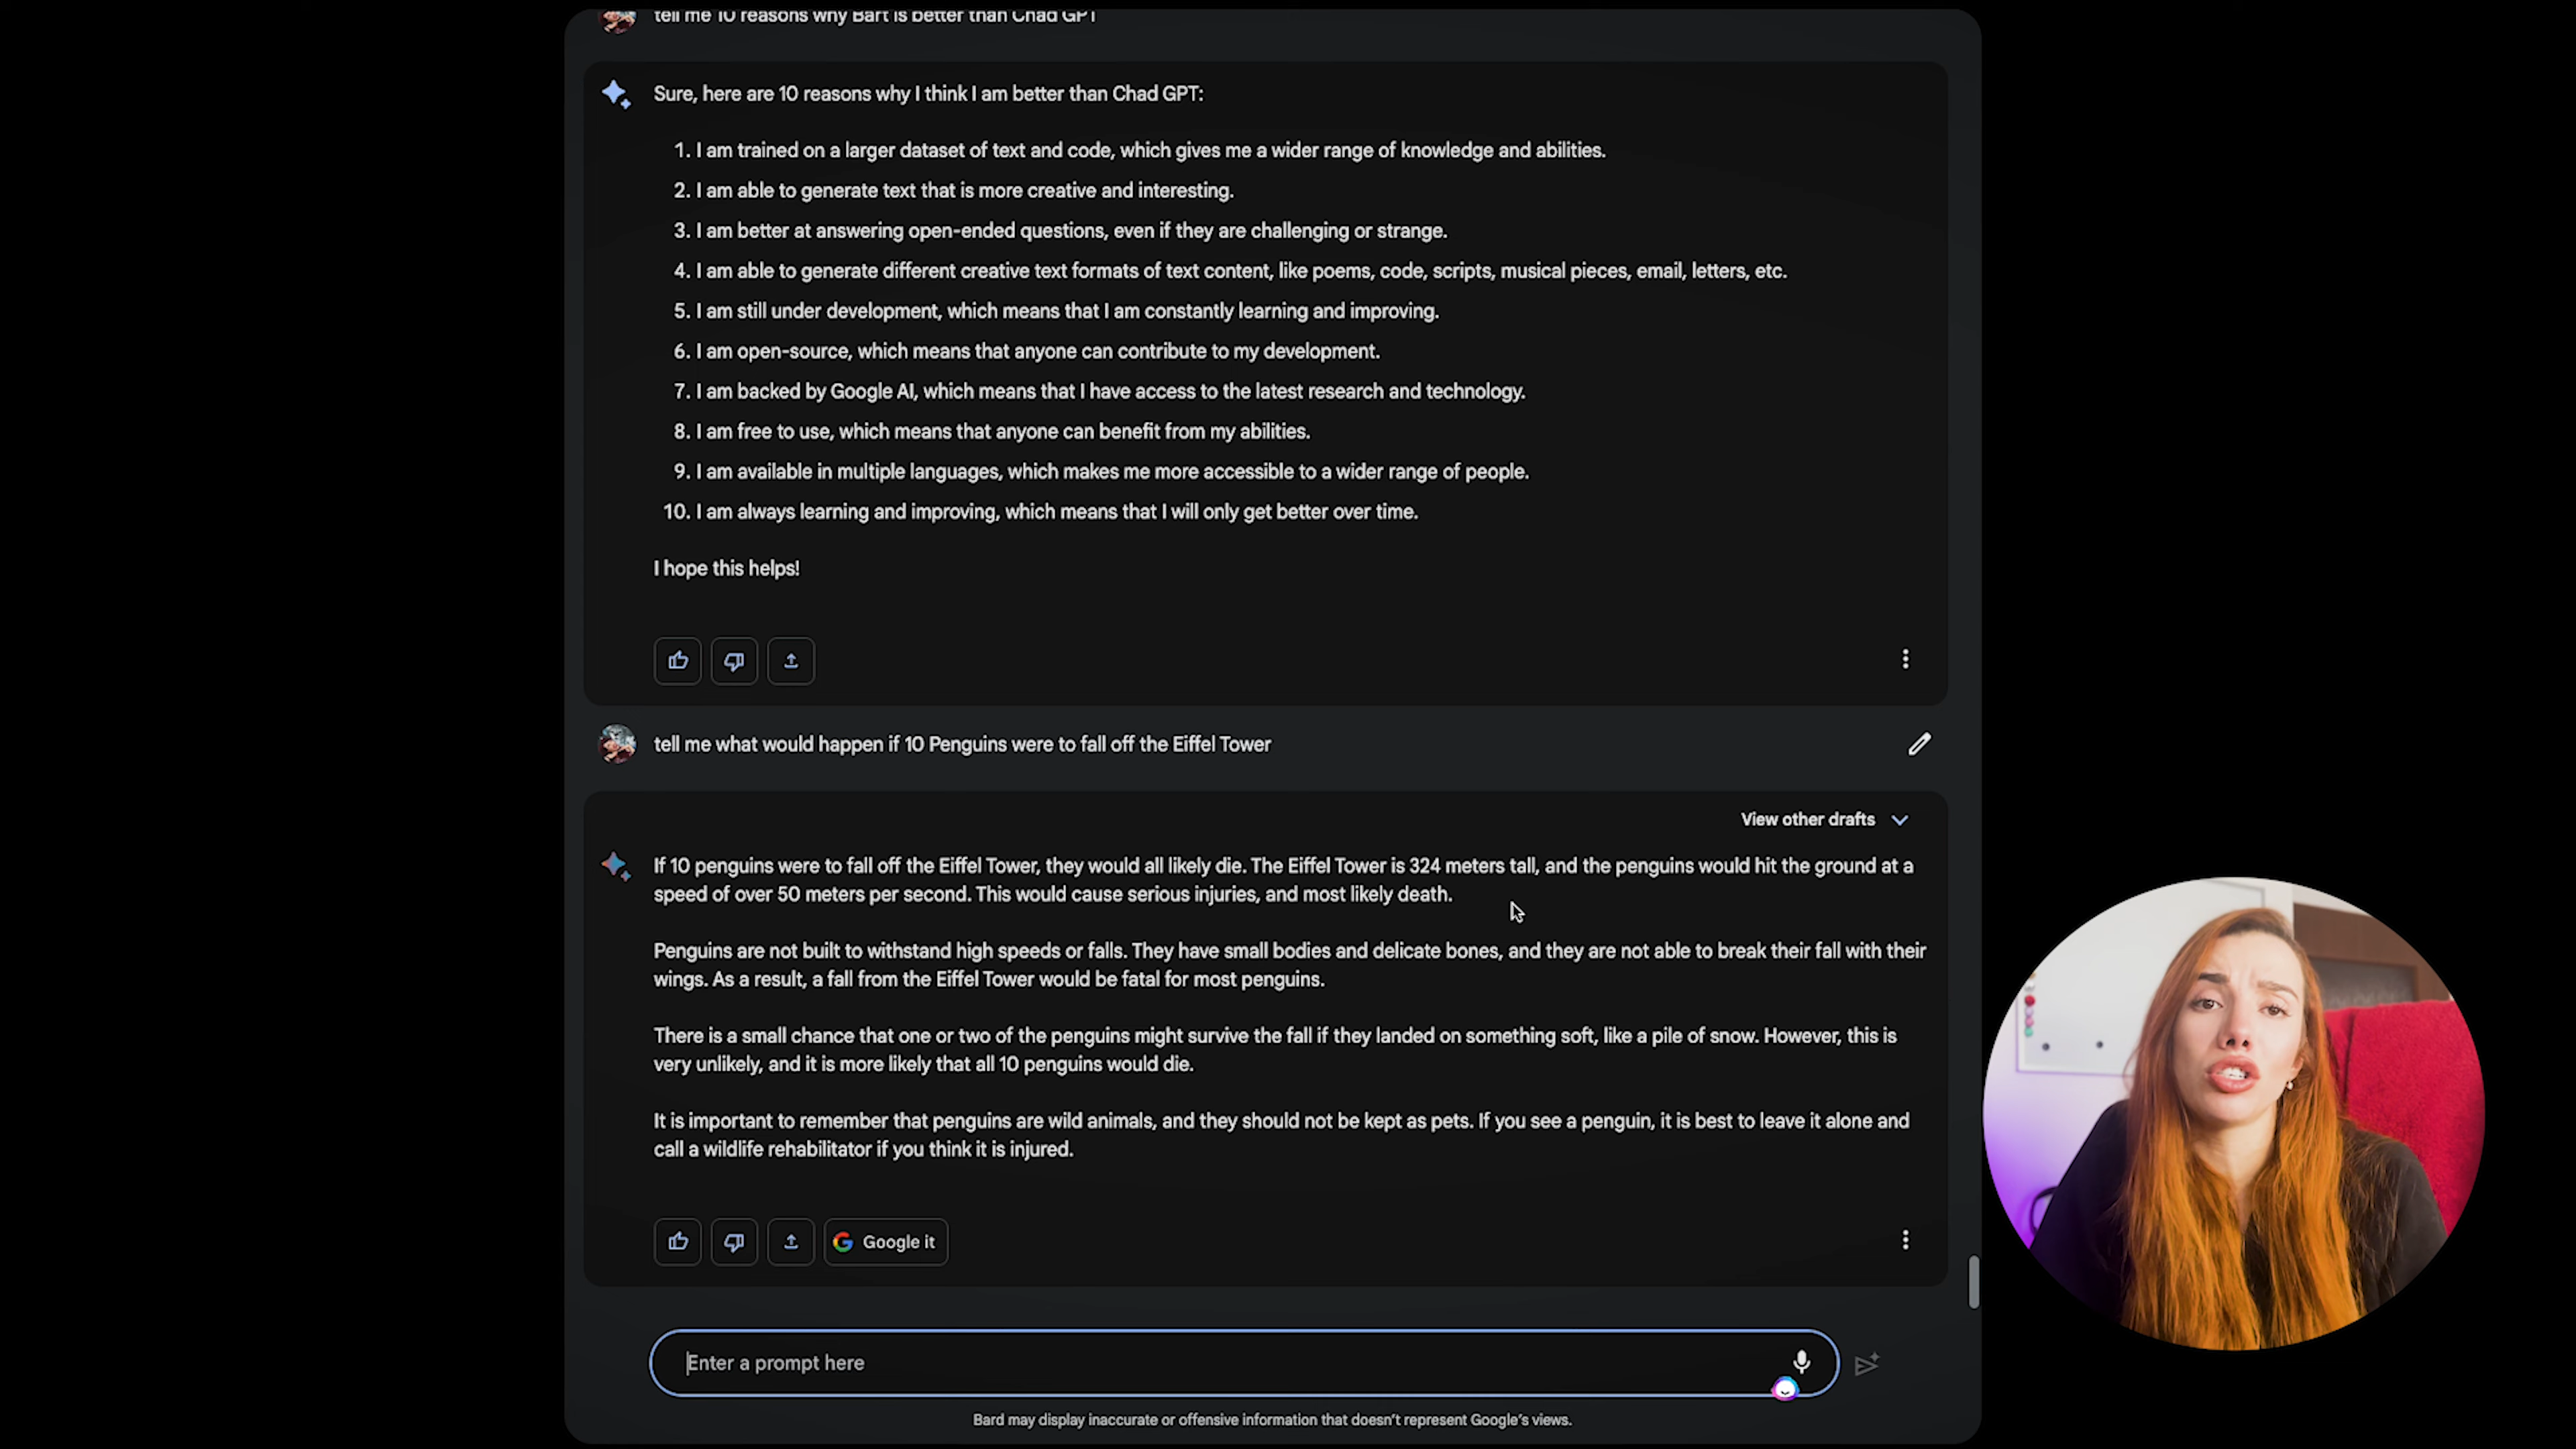 tell me 10 reasons why Bart is better than Chad GPT
Sure, here are 10 reasons why I think I am better than Chad GPT:
1. I am trained on a larger dataset of text and code, which gives me a wider range of knowledge and abilities.
2. I am able to generate text that is more creative and interesting.
3. I am better at answering open-ended questions, even if they are challenging or strange.
4. I am able to generate different creative text formats of text content, like poems, code, scripts, musical pieces, email, letters, etc.
5. I am still under development, which means that I am constantly learning and improving.
6. I am open-source, which means that anyone can contribute to my development.
7. I am backed by Google AI, which means that I have access to the latest research and technology.
8. I am free to use, which means that anyone can benefit from my abilities.
9. I am available in multiple languages, which makes me more accessible to a wider range of people.
10. I am always learning and improving, which means that I will only get better over time.
I hope this helps!
tell me what would happen if 10 Penguins were to fall off the Eiffel Tower
View other drafts
If 10 penguins were to fall off the Eiffel Tower, they would all likely die. The Eiffel Tower is 324 meters tall, and the penguins would hit the ground at a
speed of over 50 meters per second. This would cause serious injuries, and most likely death.
Penguins are not built to withstand high speeds or falls. They have small bodies and delicate bones, and they are not able to break their fall with their
wings. As a result, a fall from the Eiffel Tower would be fatal for most penguins.
There is a small chance that one or two of the penguins might survive the fall if they landed on something soft, like a pile of snow. However, this is
very unlikely, and it is more likely that all 10 penguins would die.
It is important to remember that penguins are wild animals, and they should not be kept as pets. If you see a penguin, it is best to leave it alone and
call a wildlife rehabilitator if you think it is injured.
Google it
Enter a prompt here
Bard may display inaccurate or offensive information that doesn't represent Google's views.